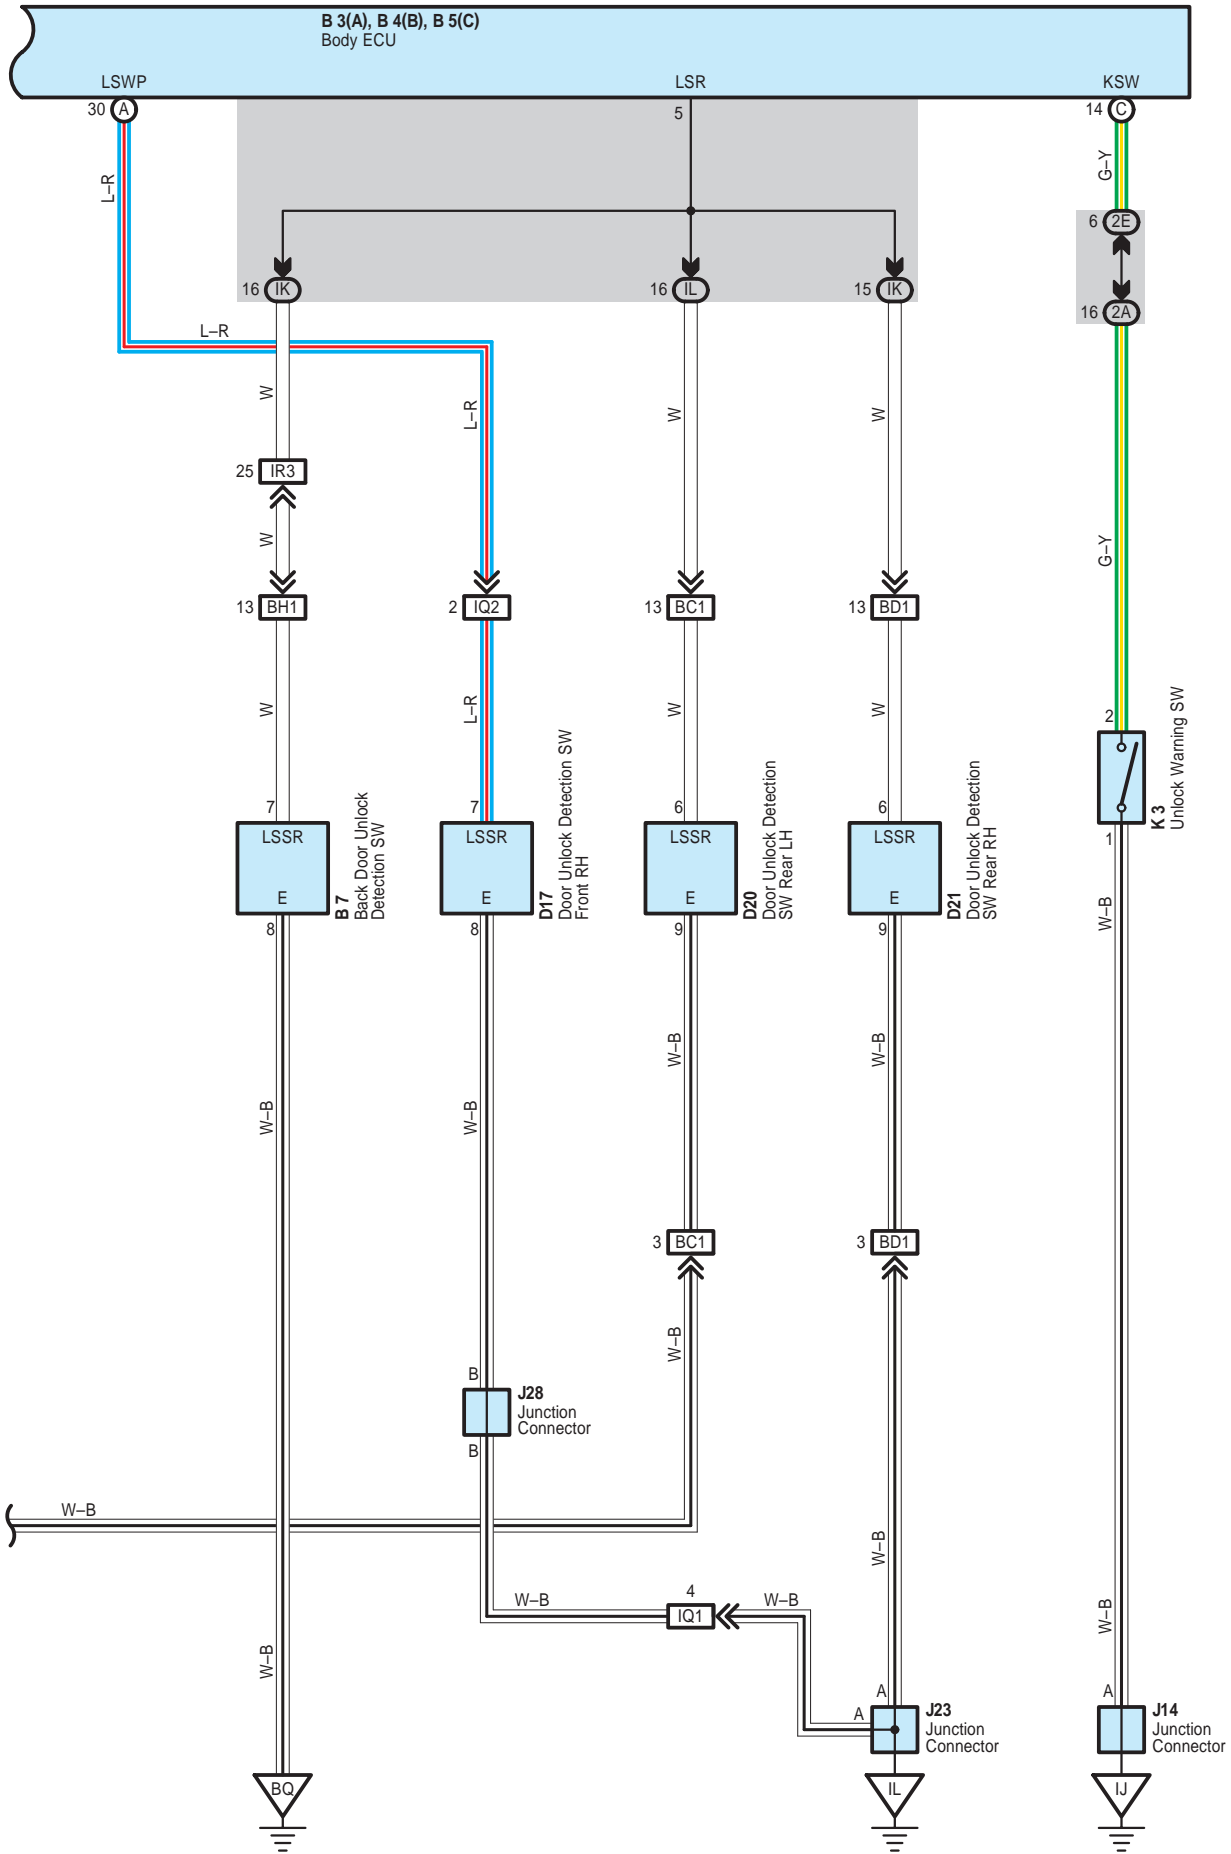 B 3(A), B 4(B), B 5(C)
Body ECU
LSWP
LSR
KSW
30
A
5
14
C
L–R
G–Y
6
2E
16
IK
16
IL
15
IK
16
2A
L–R
W
L–R
W
W
25
IR3
W
G–Y
13
BH1
2
IQ2
13
BC1
13
BD1
W
L–R
W
W
2
7
7
6
6
LSSR
E
B 7
Back Door Unlock
Detection SW
LSSR
E
D17
Door Unlock Detection SW
Front RH
LSSR
E
D20
Door Unlock Detection
SW Rear LH
LSSR
E
D21
Door Unlock Detection
SW Rear RH
K 3
Unlock Warning SW
1
8
8
9
9
W–B
W–B
W–B
W–B
W–B
3
BC1
3
BD1
W–B
B
J28
Junction
Connector
B
W–B
W–B
W–B
4
IQ1
W–B
W–B
W–B
A
A
J23
Junction
Connector
A
J14
Junction
Connector
BQ
IL
IJ